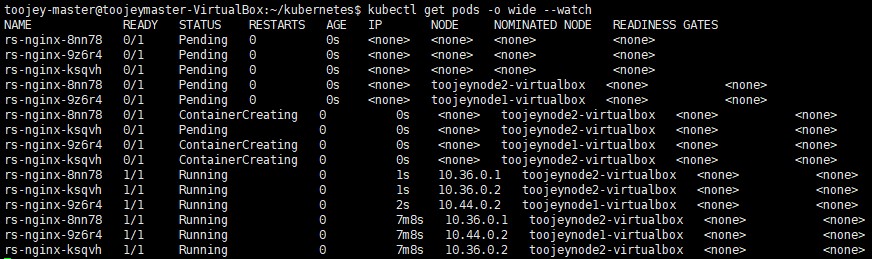 toojey-master@toojeymaster-VirtualBox:~/kubernetes$ kubectl get pods -o wide --watch
NAME READY STATUS RESTARTS AGE IP NODE NOMINATED NODE READINESS GATES
rs-nginx-8nn78 0/1 Pending 0 0s <none> <none> <none> <none>
rs-nginx-9z6r4 0/1 Pending 0 0s <none> <none> <none> <none>
rs-nginx-ksqvh 0/1 Pending 0 0s <none> <none> <none> <none>
rs-nginx-8nn78 0/1 Pending 0 0s <none> toojeynode2-virtualbox <none> <none>
rs-nginx-9z6r4 0/1 Pending 0 0s <none> toojeynode1-virtualbox <none> <none>
rs-nginx-8nn78 0/1 ContainerCreating 0 0s <none> toojeynode2-virtualbox <none> <none>
rs-nginx-ksqvh 0/1 Pending 0 0s <none> toojeynode2-virtualbox <none> <none>
rs-nginx-9z6r4 0/1 ContainerCreating 0 0s <none> toojeynode1-virtualbox <none> <none>
rs-nginx-ksqvh 0/1 ContainerCreating 0 0s <none> toojeynode2-virtualbox <none> <none>
rs-nginx-8nn78 1/1 Running 0 1s 10.36.0.1 toojeynode2-virtualbox <none> <none>
rs-nginx-ksqvh 1/1 Running 0 1s 10.36.0.2 toojeynode2-virtualbox <none> <none>
rs-nginx-9z6r4 1/1 Running 0 2s 10.44.0.2 toojeynode1-virtualbox <none> <none>
rs-nginx-8nn78 1/1 Running 0 7m8s 10.36.0.1 toojeynode2-virtualbox <none> <none>
rs-nginx-9z6r4 1/1 Running 0 7m8s 10.44.0.2 toojeynode1-virtualbox <none> <none>
rs-nginx-ksqvh 1/1 Running 0 7m8s 10.36.0.2 toojeynode2-virtualbox <none> <none>